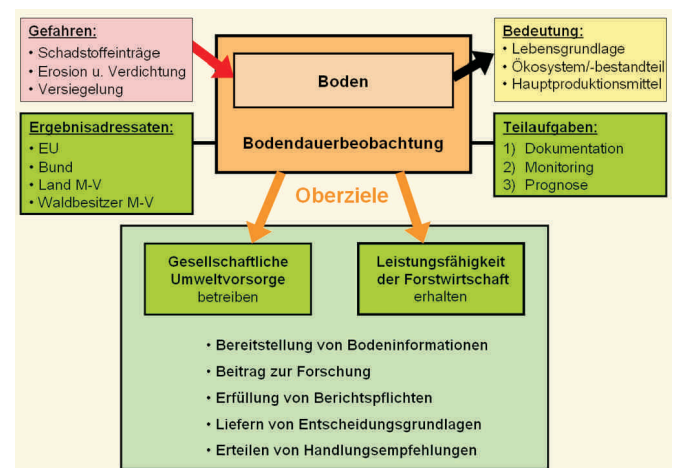 Gefahren:
• Schadstoffeinträge
• Erosion u. Verdichtung
• Versiegelung
Boden
Bodendauerbeobachtung
Bedeutung:
• Lebensgrundlage
• Ökosystem/-bestandteil
• Hauptproduktionsmittel
Ergebnisadressaten:
• EU
• Bund
• Land M-V
• Waldbesitzer M-V
Teilaufgaben:
1) Dokumentation
2) Monitoring
3) Prognose
Oberziele
Gesellschaftliche
Umweltvorsorge
betreiben
Leistungsfähigkeit
der Forstwirtschaft
erhalten
• Bereitstellung von Bodeninformationen
• Beitrag zur Forschung
• Erfüllung von Berichtspflichten
• Liefern von Entscheidungsgrundlagen
• Erteilen von Handlungsempfehlungen